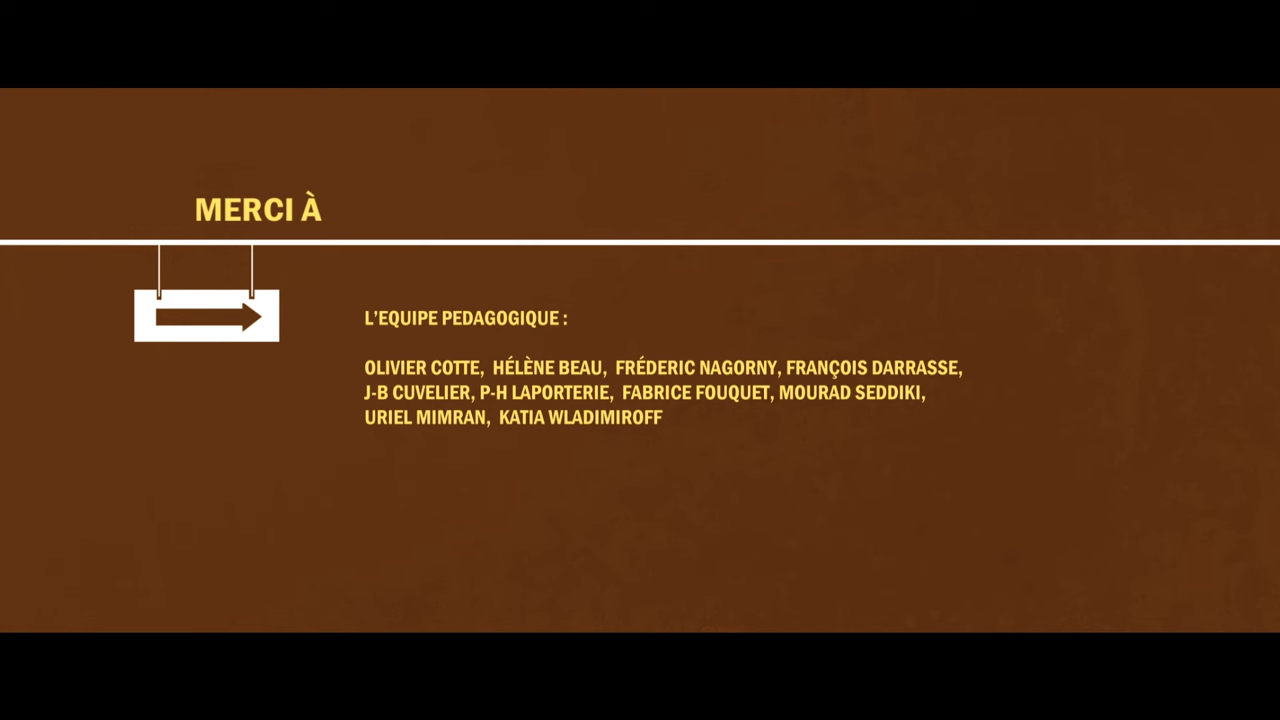 MERCI À
L'EQUIPE PEDAGOGIQUE :
OLIVIER COTTE, HÉLÈNE BEAU, FRÉDERIC NAGORNY, FRANÇOIS DARRASSE,
J-B CUVELIER, P-H LAPORTERIE, FABRICE FOUQUET, MOURAD SEDDIKI,
URIEL MIMRAN, KATIA WLADIMIROFF